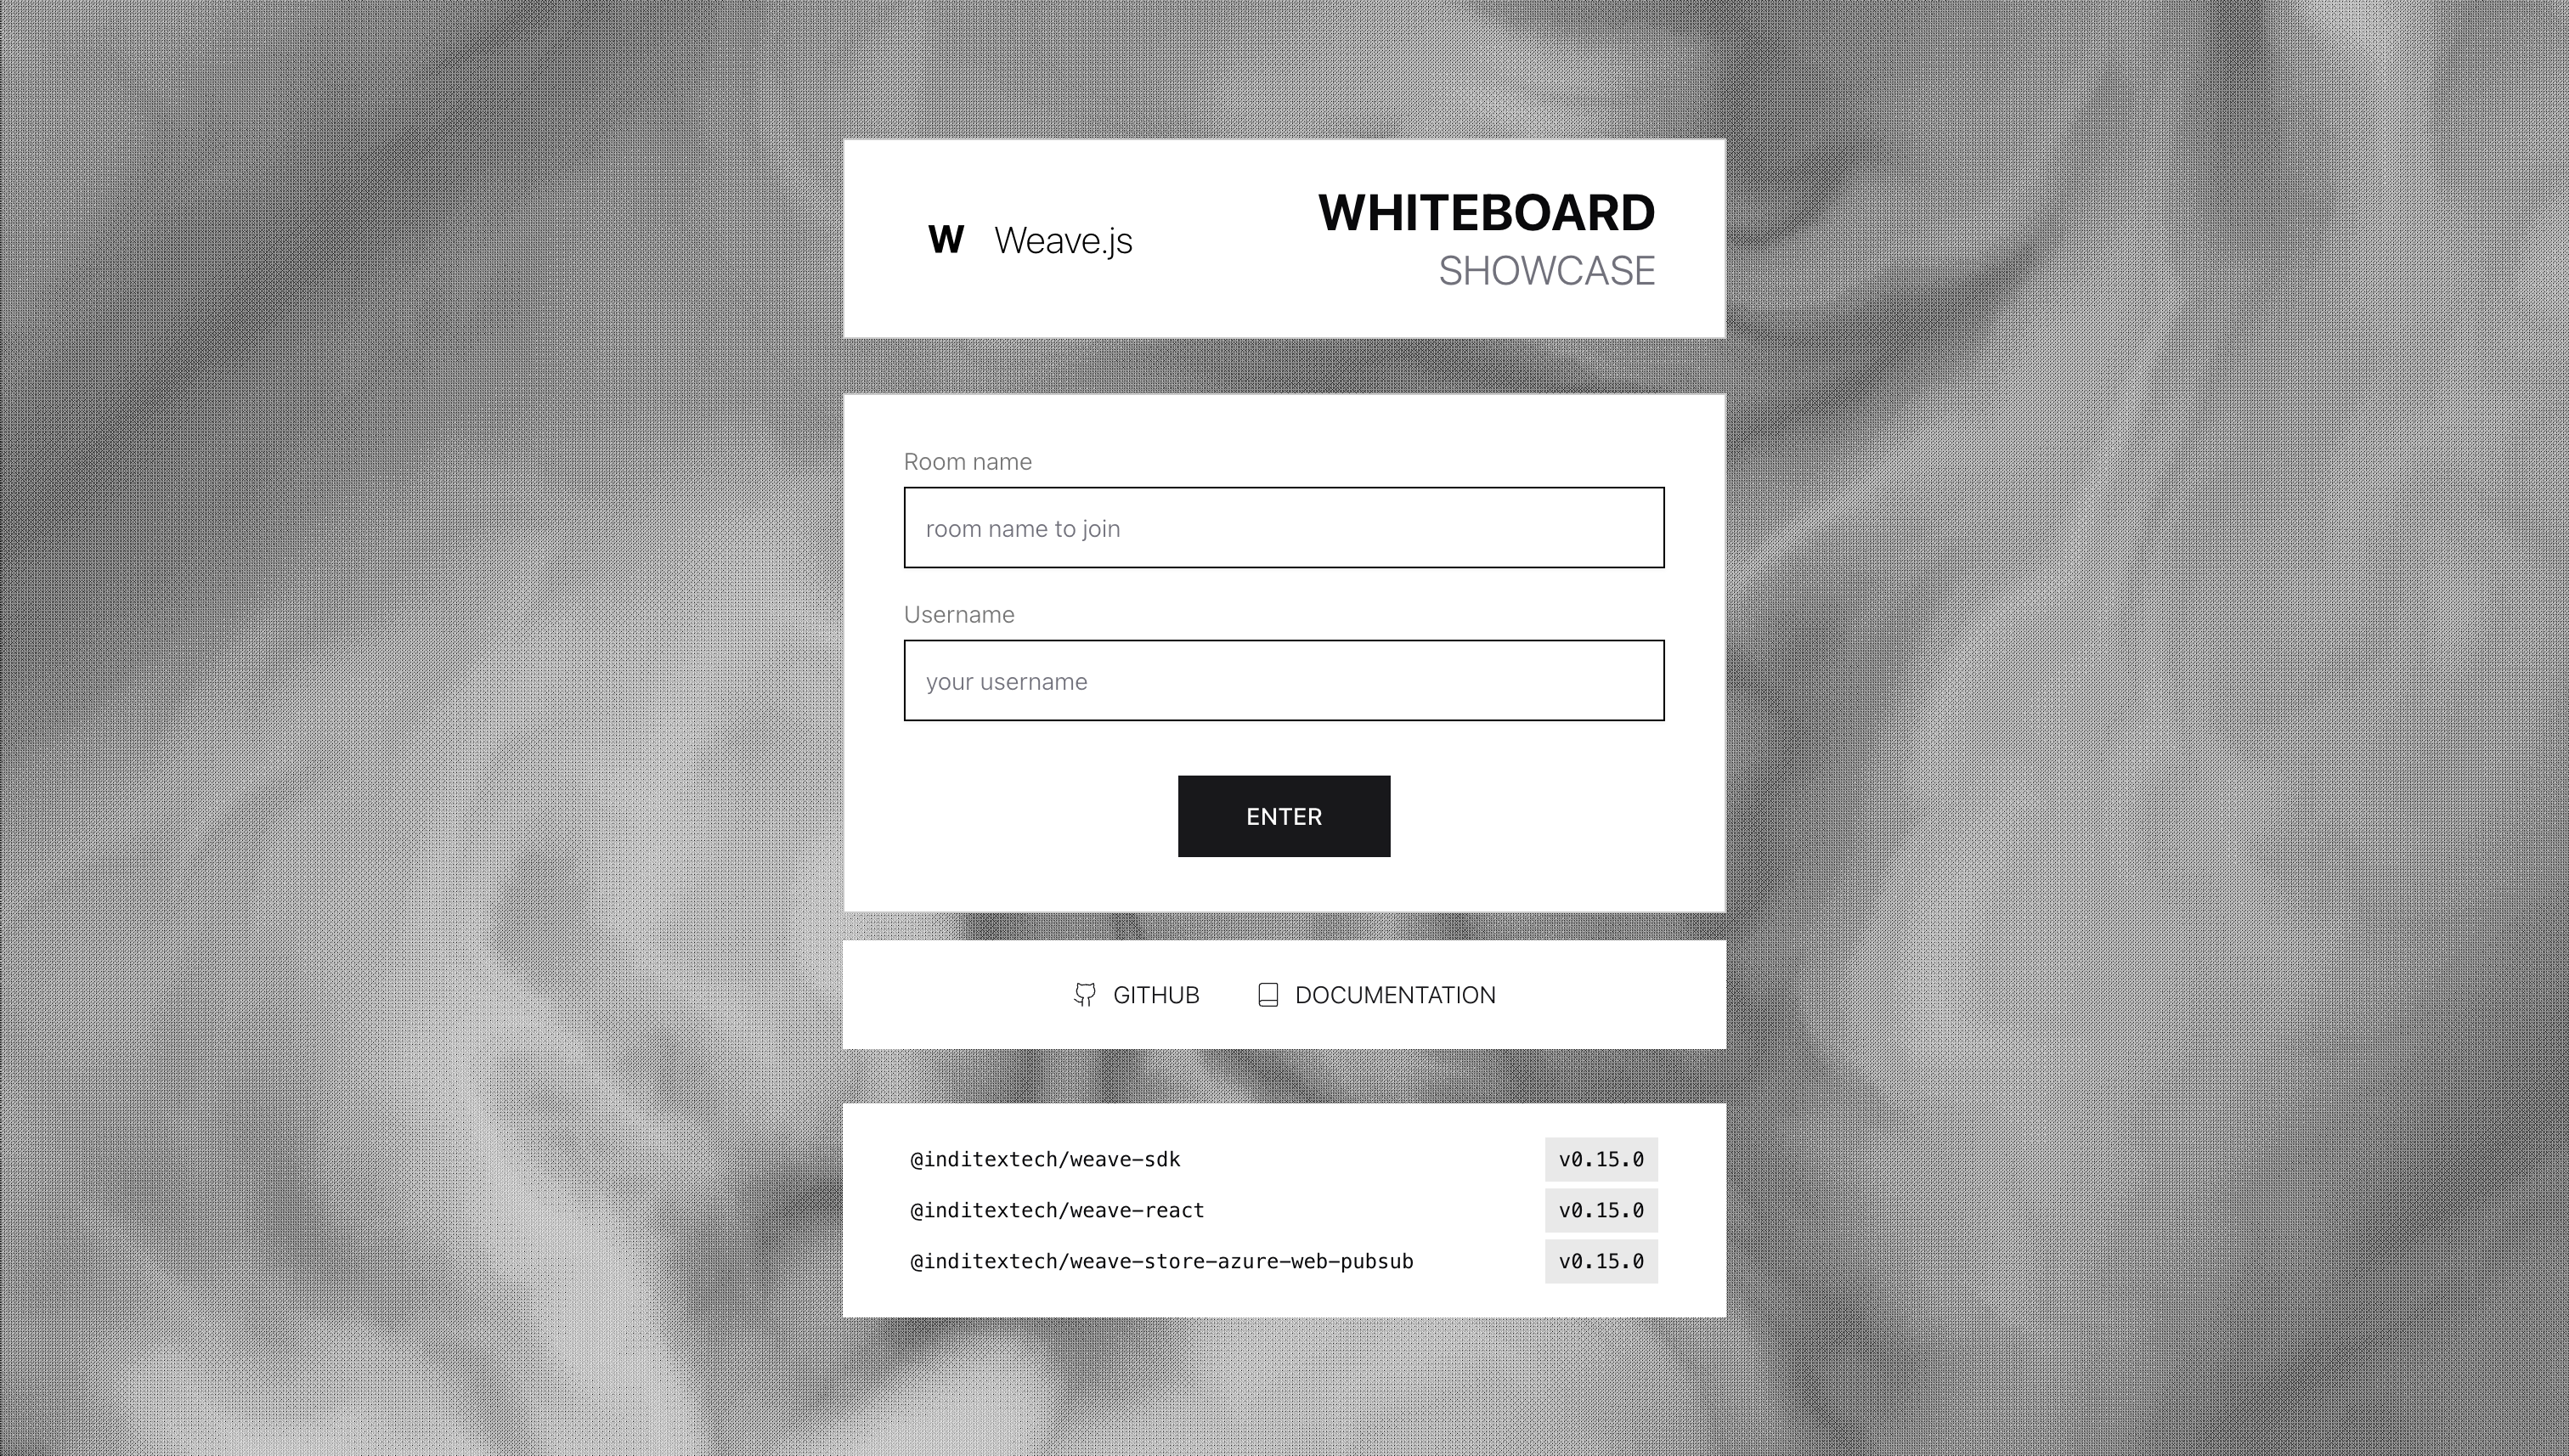 W Weave.js
WHITEBOARD
SHOWCASE
Room name
room name to join
Username
your username
ENTER
GITHUB DOCUMENTATION
@inditextech/weave-sdk v0.15.0
@inditextech/weave-react v0.15.0
@inditextech/weave-store-azure-web-pubsub v0.15.0